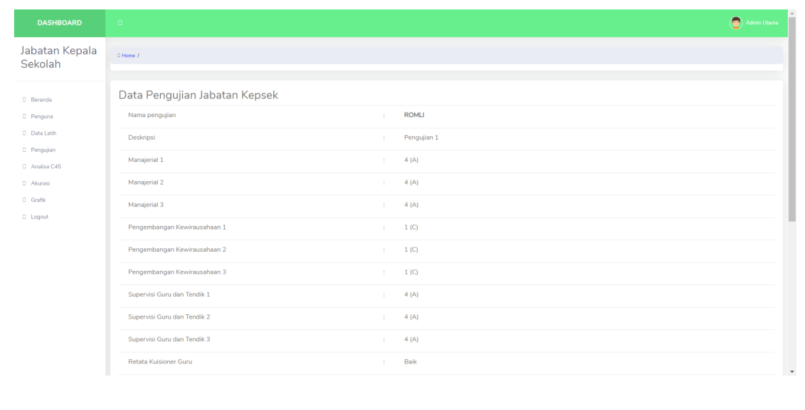 DASHBOARD
Admin Utama
Jabatan Kepala
Sekolah
Home /
Beranda
Penguna
Data Latih
Pengujian
Analisa C45
Akurasi
Grafik
Logout
Data Pengujian Jabatan Kepsek
Nama pengujian : ROMLI
Deskripsi : Pengujian 1
Manajerial 1 : 4 (A)
Manajerial 2 : 4 (A)
Manajerial 3 : 4 (A)
Pengembangan Kewirausahaan 1 : 1 (C)
Pengembangan Kewirausahaan 2 : 1 (C)
Pengembangan Kewirausahaan 3 : 1 (C)
Supervisi Guru dan Tendik 1 : 4 (A)
Supervisi Guru dan Tendik 2 : 4 (A)
Supervisi Guru dan Tendik 3 : 4 (A)
Retata Kuisioner Guru : Baik